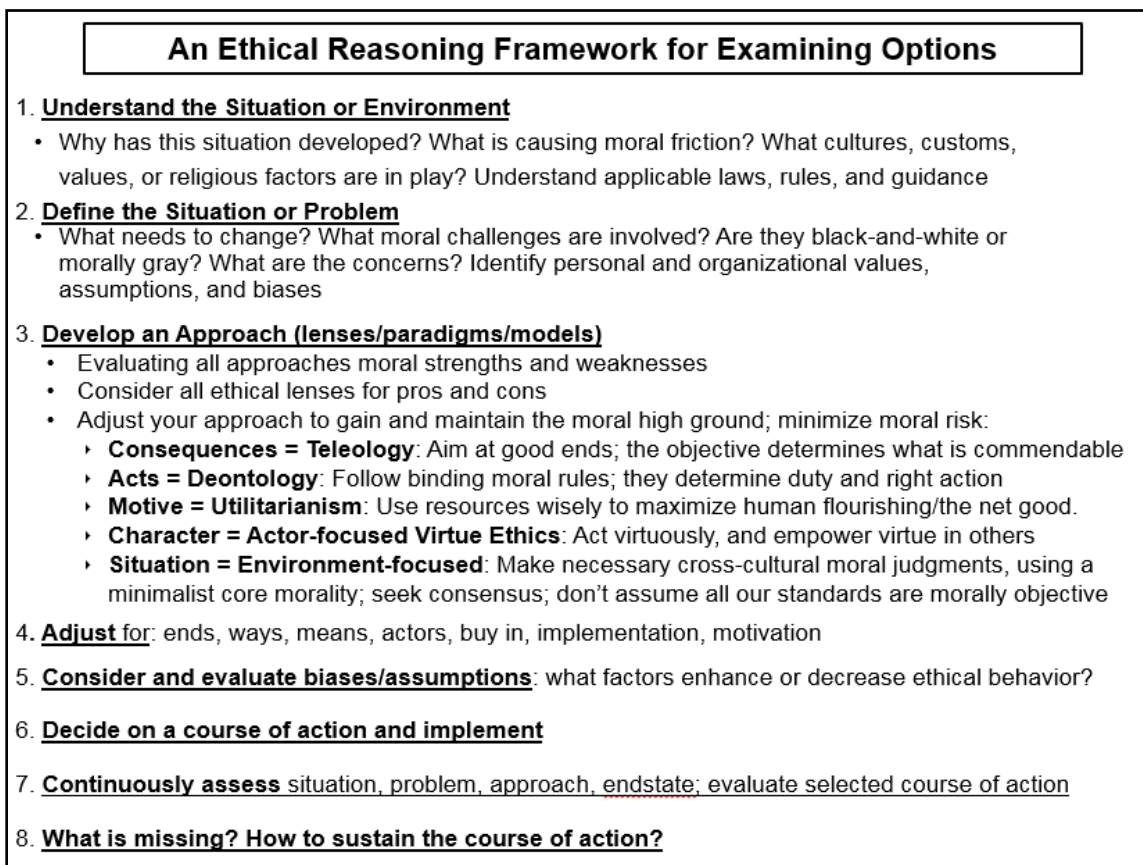 An Ethical Reasoning Framework for Examining Options
1. Understand the Situation or Environment
• Why has this situation developed? What is causing moral friction? What cultures, customs,
values, or religious factors are in play? Understand applicable laws, rules, and guidance
2. Define the Situation or Problem
• What needs to change? What moral challenges are involved? Are they black-and-white or
morally gray? What are the concerns? Identify personal and organizational values,
assumptions, and biases
3. Develop an Approach (lenses/paradigms/models)
• Evaluating all approaches moral strengths and weaknesses
• Consider all ethical lenses for pros and cons
• Adjust your approach to gain and maintain the moral high ground; minimize moral risk:
‣ Consequences = Teleology: Aim at good ends; the objective determines what is commendable
‣ Acts = Deontology: Follow binding moral rules; they determine duty and right action
‣ Motive = Utilitarianism: Use resources wisely to maximize human flourishing/the net good.
‣ Character = Actor-focused Virtue Ethics: Act virtuously, and empower virtue in others
‣ Situation = Environment-focused: Make necessary cross-cultural moral judgments, using a
minimalist core morality; seek consensus; don’t assume all our standards are morally objective
4. Adjust for: ends, ways, means, actors, buy in, implementation, motivation
5. Consider and evaluate biases/assumptions: what factors enhance or decrease ethical behavior?
6. Decide on a course of action and implement
7. Continuously assess situation, problem, approach, endstate; evaluate selected course of action
8. What is missing? How to sustain the course of action?